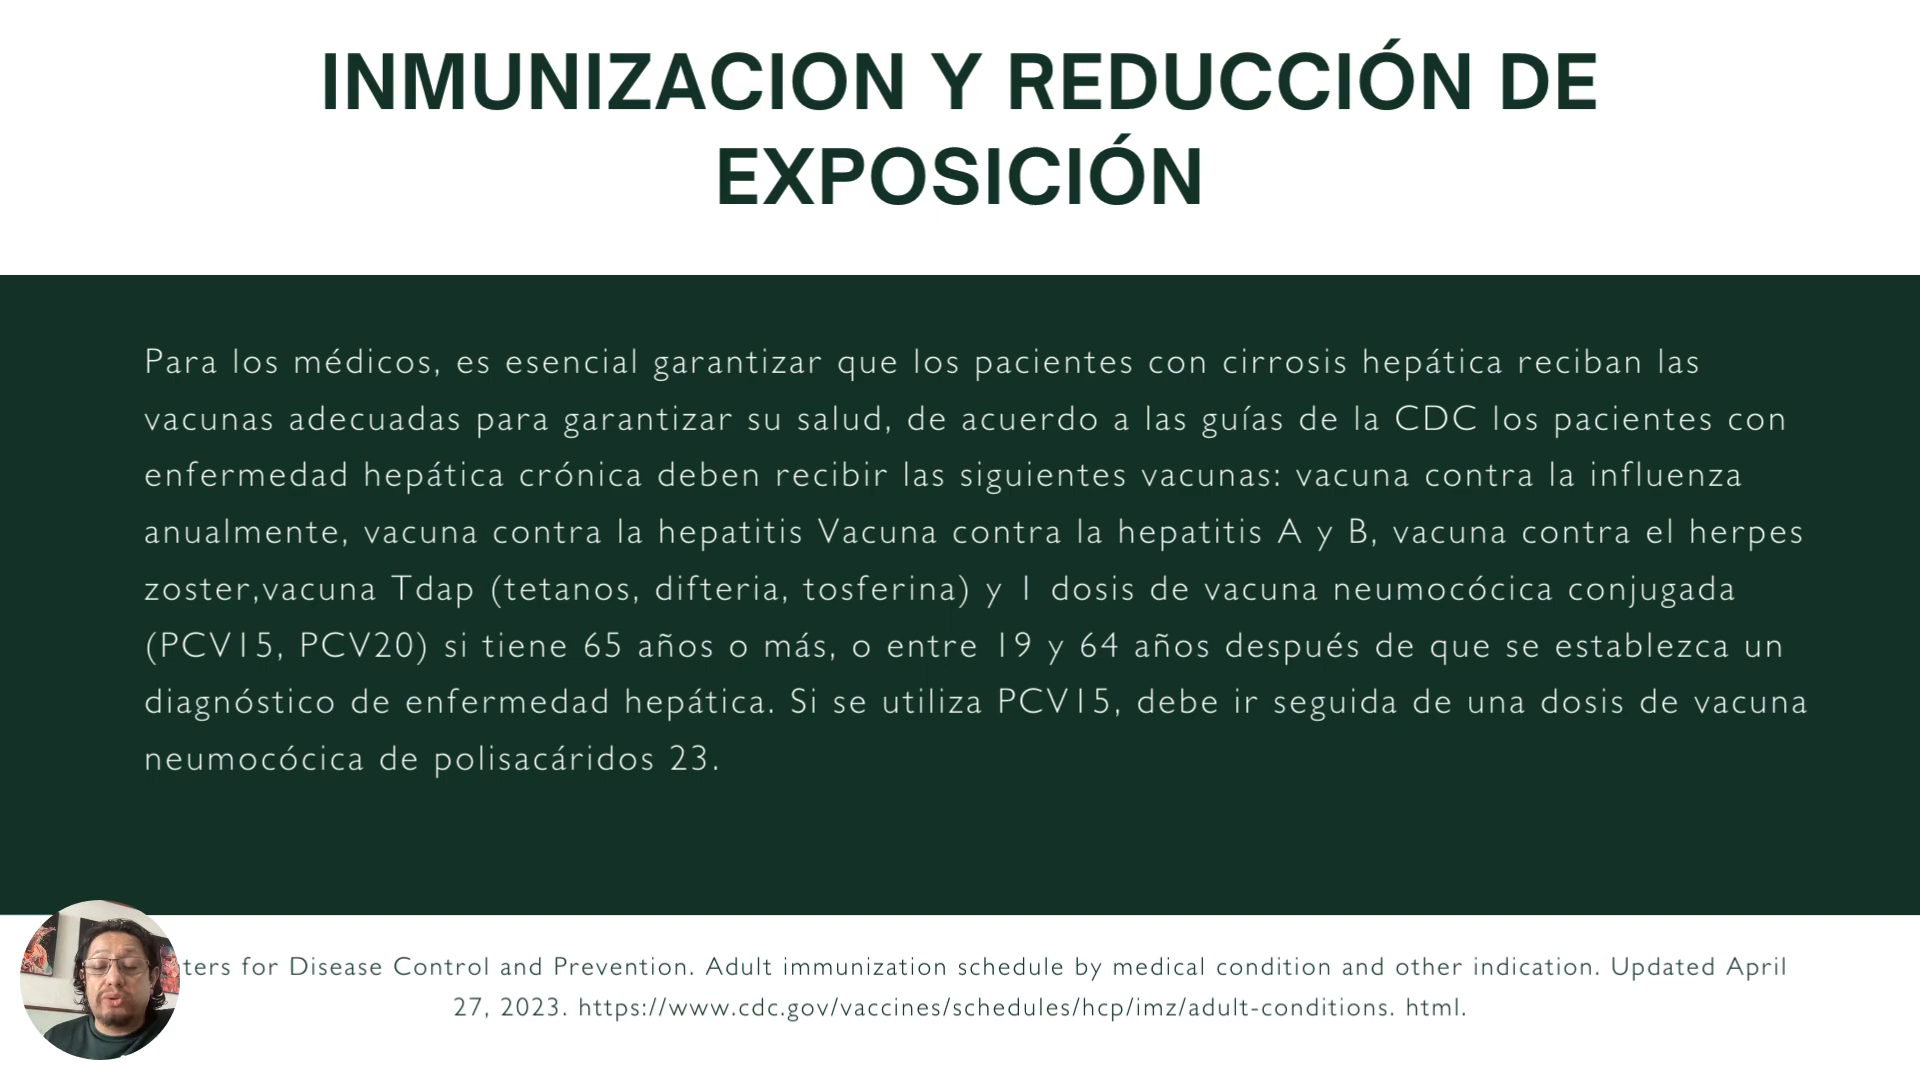 INMUNIZACION Y REDUCCIÓN DE
EXPOSICIÓN
Para los médicos, es esencial garantizar que los pacientes con cirrosis hepática reciban las
vacunas adecuadas para garantizar su salud, de acuerdo a las guías de la CDC los pacientes con
enfermedad hepática crónica deben recibir las siguientes vacunas: vacuna contra la influenza
anualmente, vacuna contra la hepatitis Vacuna contra la hepatitis A y B, vacuna contra el herpes
zoster,vacuna Tdap (tetanos, difteria, tosferina) y 1 dosis de vacuna neumocócica conjugada
(PCV15, PCV20) si tiene 65 años o más, o entre 19 y 64 años después de que se establezca un
diagnóstico de enfermedad hepática. Si se utiliza PCV15, debe ir seguida de una dosis de vacuna
neumocócica de polisacáridos 23.
ters for Disease Control and Prevention. Adult immunization schedule by medical condition and other indication. Updated April
27, 2023. https://www.cdc.gov/vaccines/schedules/hcp/imz/adult-conditions. html.